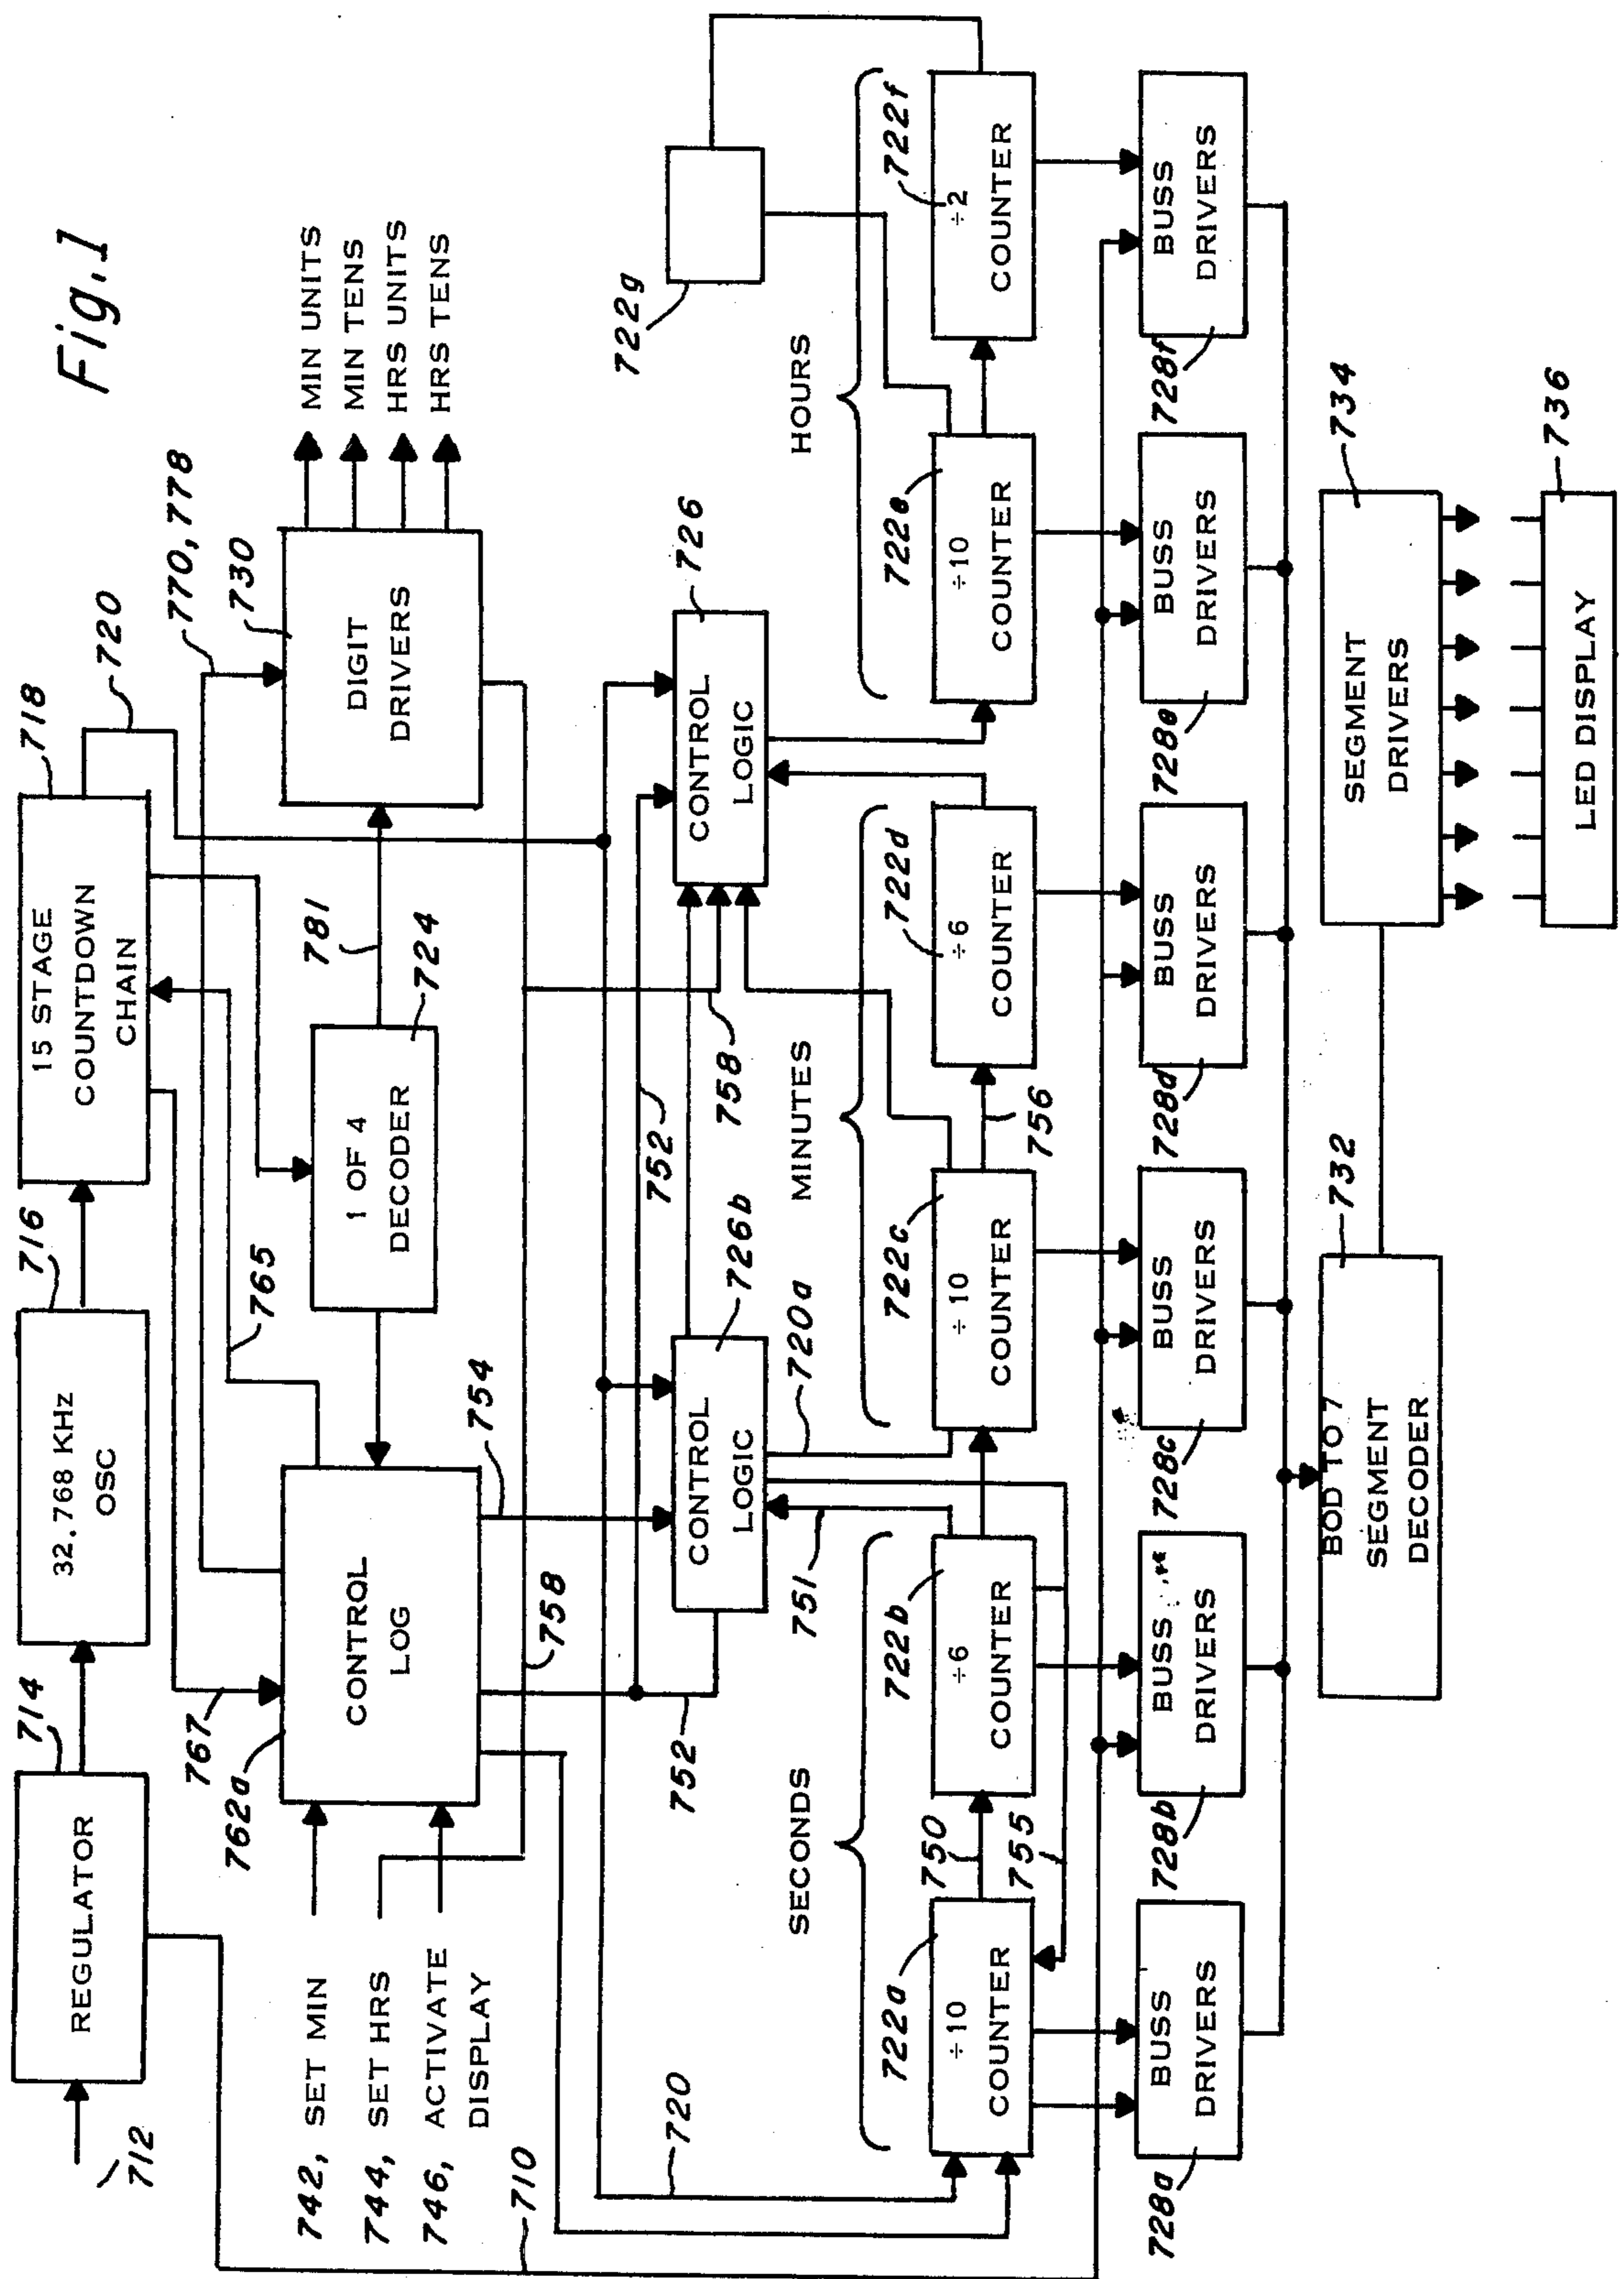 Fig.1
712
REGULATOR
714
32.768 KHz
OSC
716
15 STAGE
COUNTDOWN
CHAIN
718
720
742, SET MIN
744, SET HRS
746, ACTIVATE
DISPLAY
710
762a
767
CONTROL
LOG
765
754
758
752
1 OF 4
DECODER
724
781
DIGIT
DRIVERS
730
770, 778
MIN UNITS
MIN TENS
HRS UNITS
HRS TENS
720
CONTROL
LOGIC
726b
752
758
CONTROL
LOGIC
726
722g
751
720a
SECONDS
MINUTES
HOURS
722a
÷10
COUNTER
750
755
722b
÷6
COUNTER
722c
÷10
COUNTER
756
722d
÷6
COUNTER
722e
÷10
COUNTER
722f
÷2
COUNTER
728a
BUSS
DRIVERS
728b
BUSS
DRIVERS
728c
BUSS
DRIVERS
728d
BUSS
DRIVERS
728e
BUSS
DRIVERS
728f
BUSS
DRIVERS
BOD TO 7
SEGMENT
DECODER
732
SEGMENT
DRIVERS
734
LED DISPLAY
736